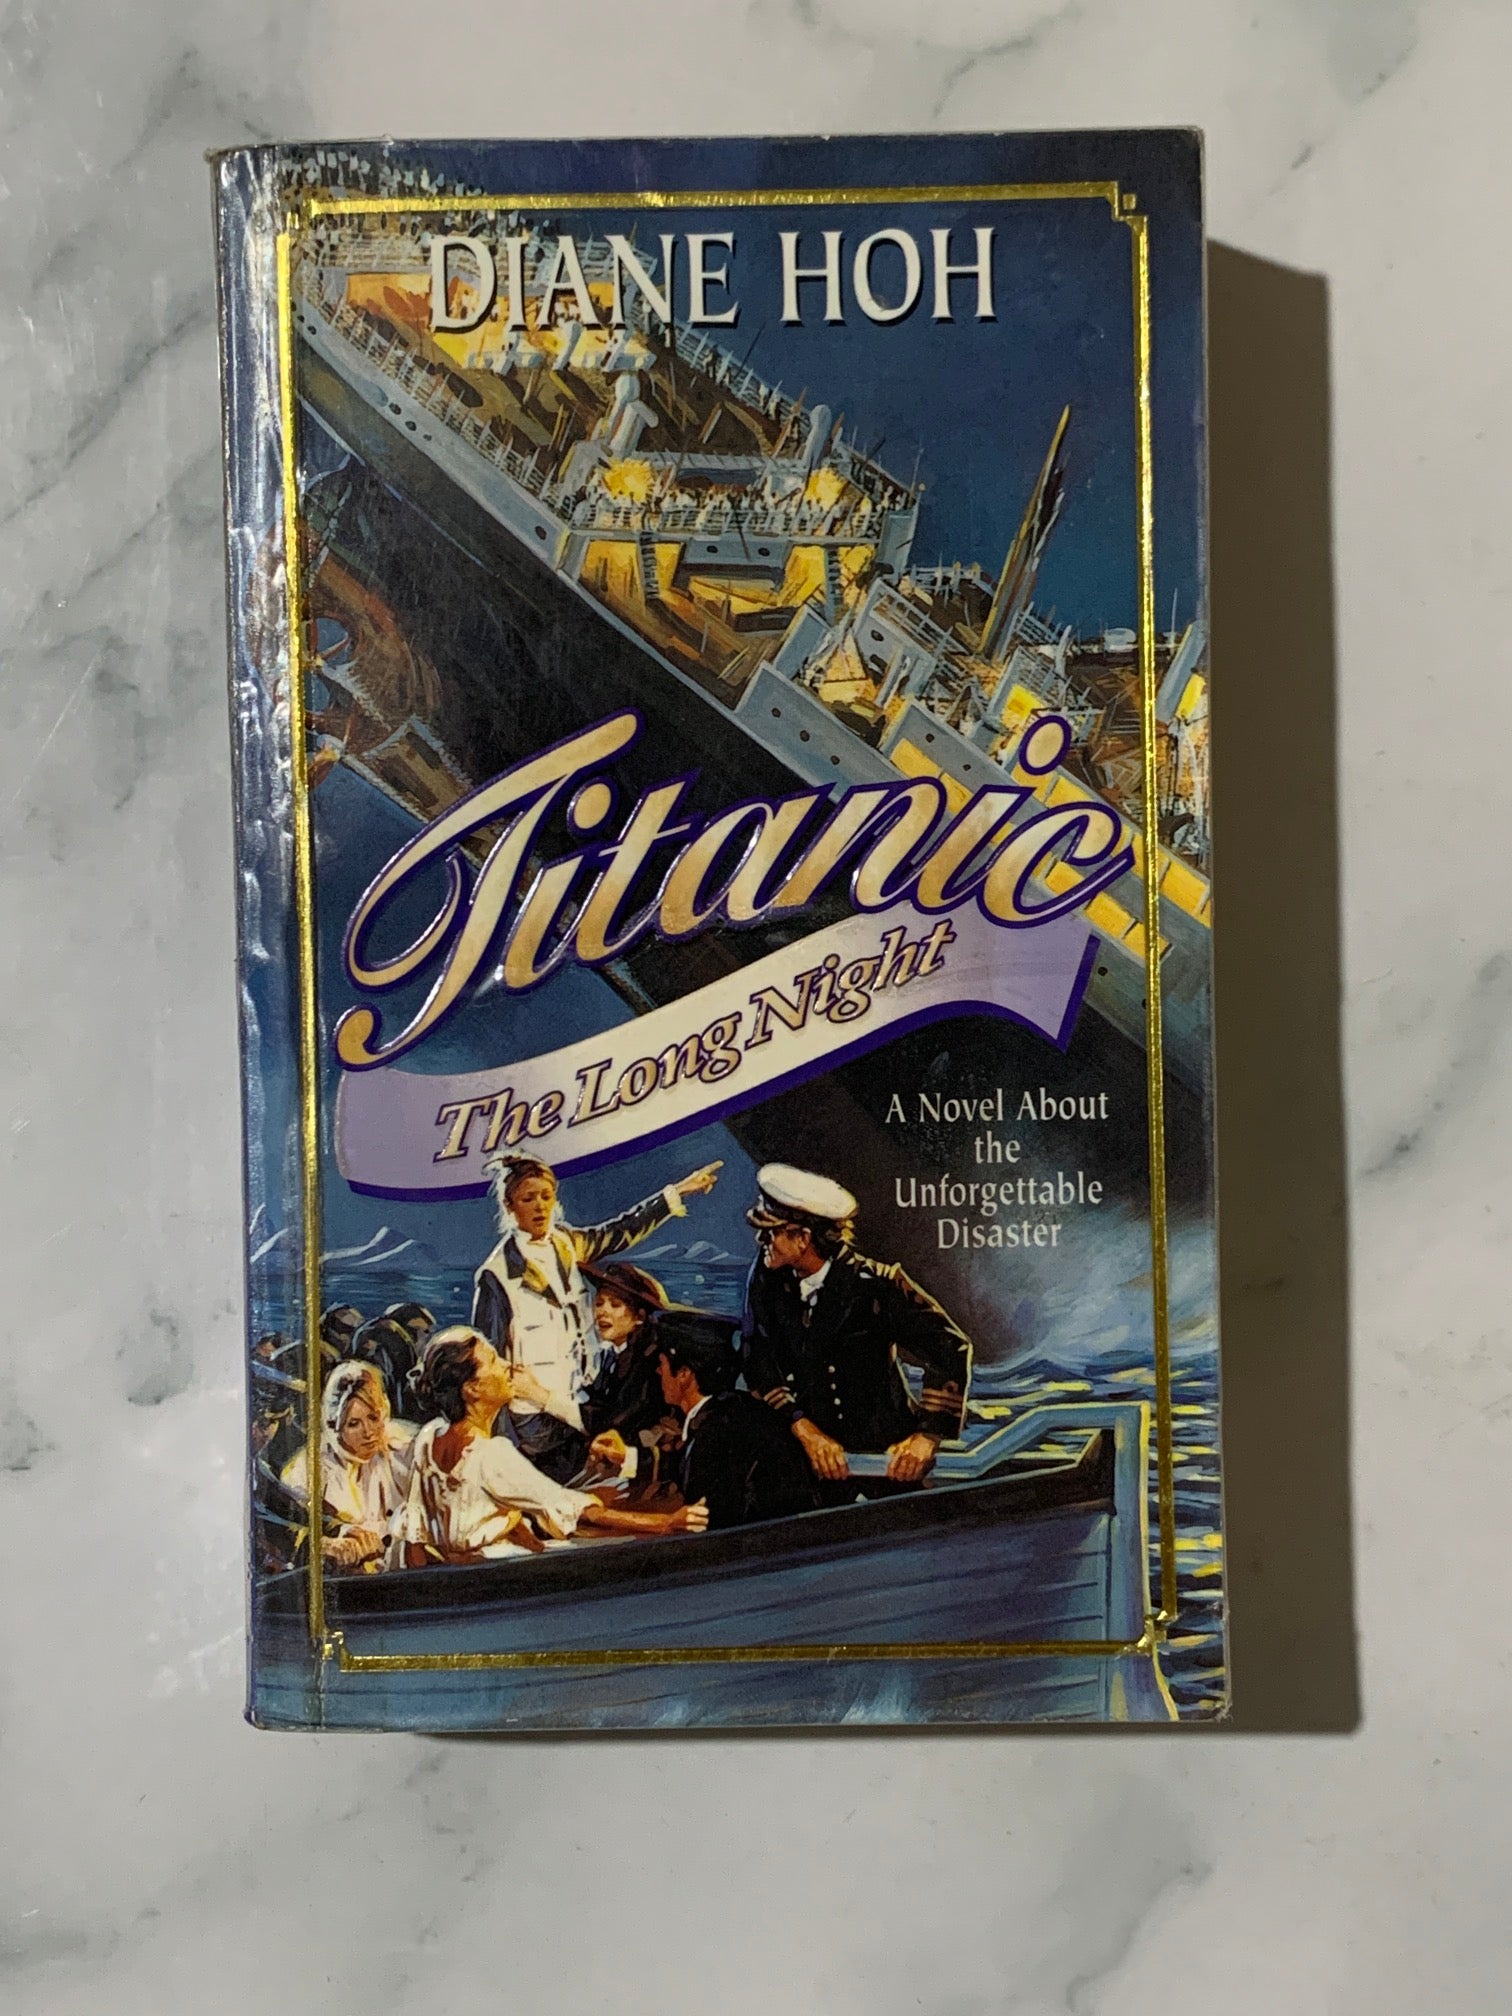 DIANE HOH
Titanic
The Long Night
A Novel About
the
Unforgettable
Disaster